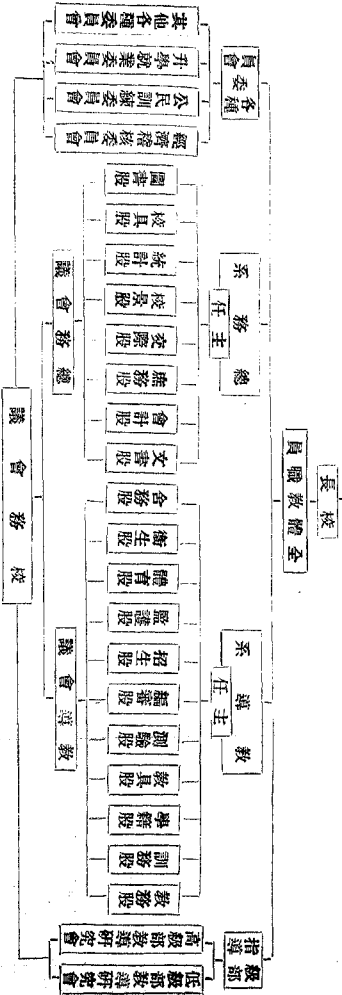 校長
全體教職員
級部指導
教導系
主任
總務系
主任
各種委員會
低級部教導研究會
高級部教導研究會
教務股
訓務股
學籍股
教具股
測驗股
編審股
招生股
監護股
體育股
衛生股
舍務股
文書股
會計股
庶務股
交際股
校景股
統計股
校具股
圖書股
經濟稽核委員會
公民訓練委員會
升學就業委員會
其他各種委員會
教導會議
總務會議
校務會議